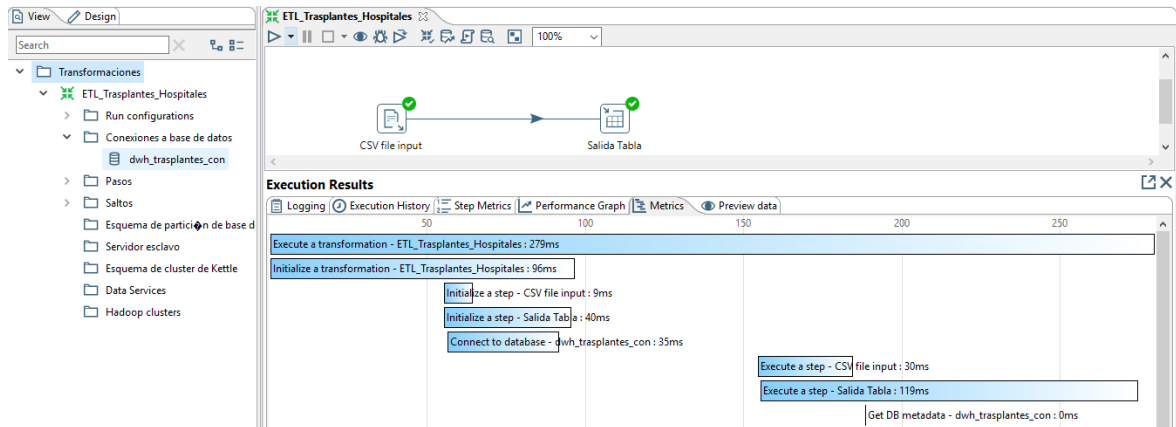 View Design
Search
Transformaciones
ETL_Trasplantes_Hospitales
Run configurations
Conexiones a base de datos
dwh_trasplantes_con
Pasos
Saltos
Esquema de partici�n de base d
Servidor esclavo
Esquema de cluster de Kettle
Data Services
Hadoop clusters
ETL_Trasplantes_Hospitales
100%
CSV file input Salida Tabla
Execution Results
Logging Execution History Step Metrics Performance Graph Metrics Preview data
50 100 150 200 250
Execute a transformation - ETL_Trasplantes_Hospitales : 279ms
Initialize a transformation - ETL_Trasplantes_Hospitales : 96ms
Initialize a step - CSV file input : 9ms
Initialize a step - Salida Tabla : 40ms
Connect to database - dwh_trasplantes_con : 35ms
Execute a step - CSV file input : 30ms
Execute a step - Salida Tabla : 119ms
Get DB metadata - dwh_trasplantes_con : 0ms